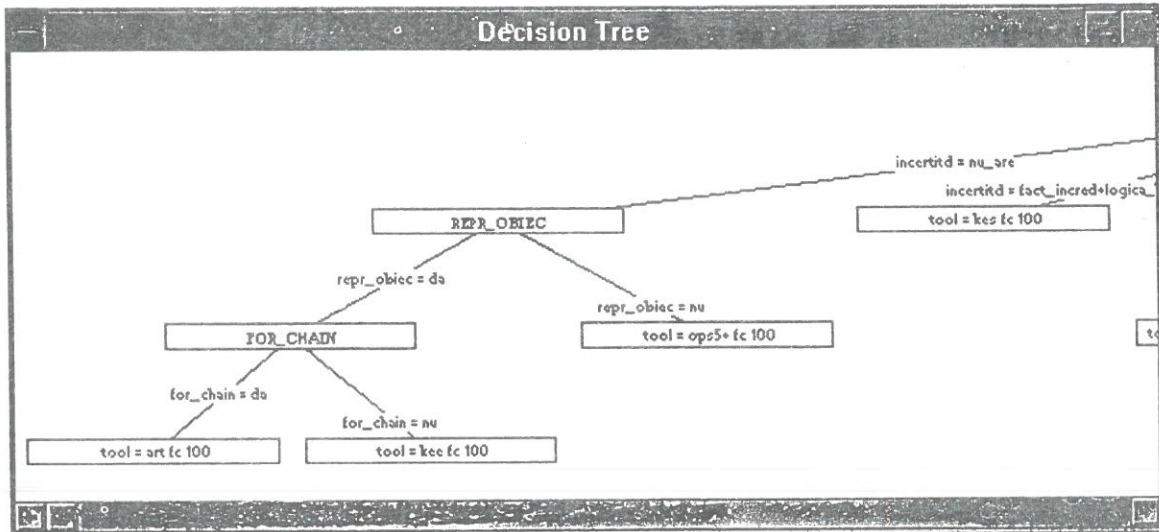 Decision Tree
incertitd = nu_are
incertitd = fact_incred+logica_
REPR_OBIEC
tool = kes fc 100
repr_obiec = da
repr_obiec = nu
FOR_CHAIN
tool = ops5+ fc 100
to
for_chain = da
for_chain = nu
tool = art fc 100
tool = kee fc 100